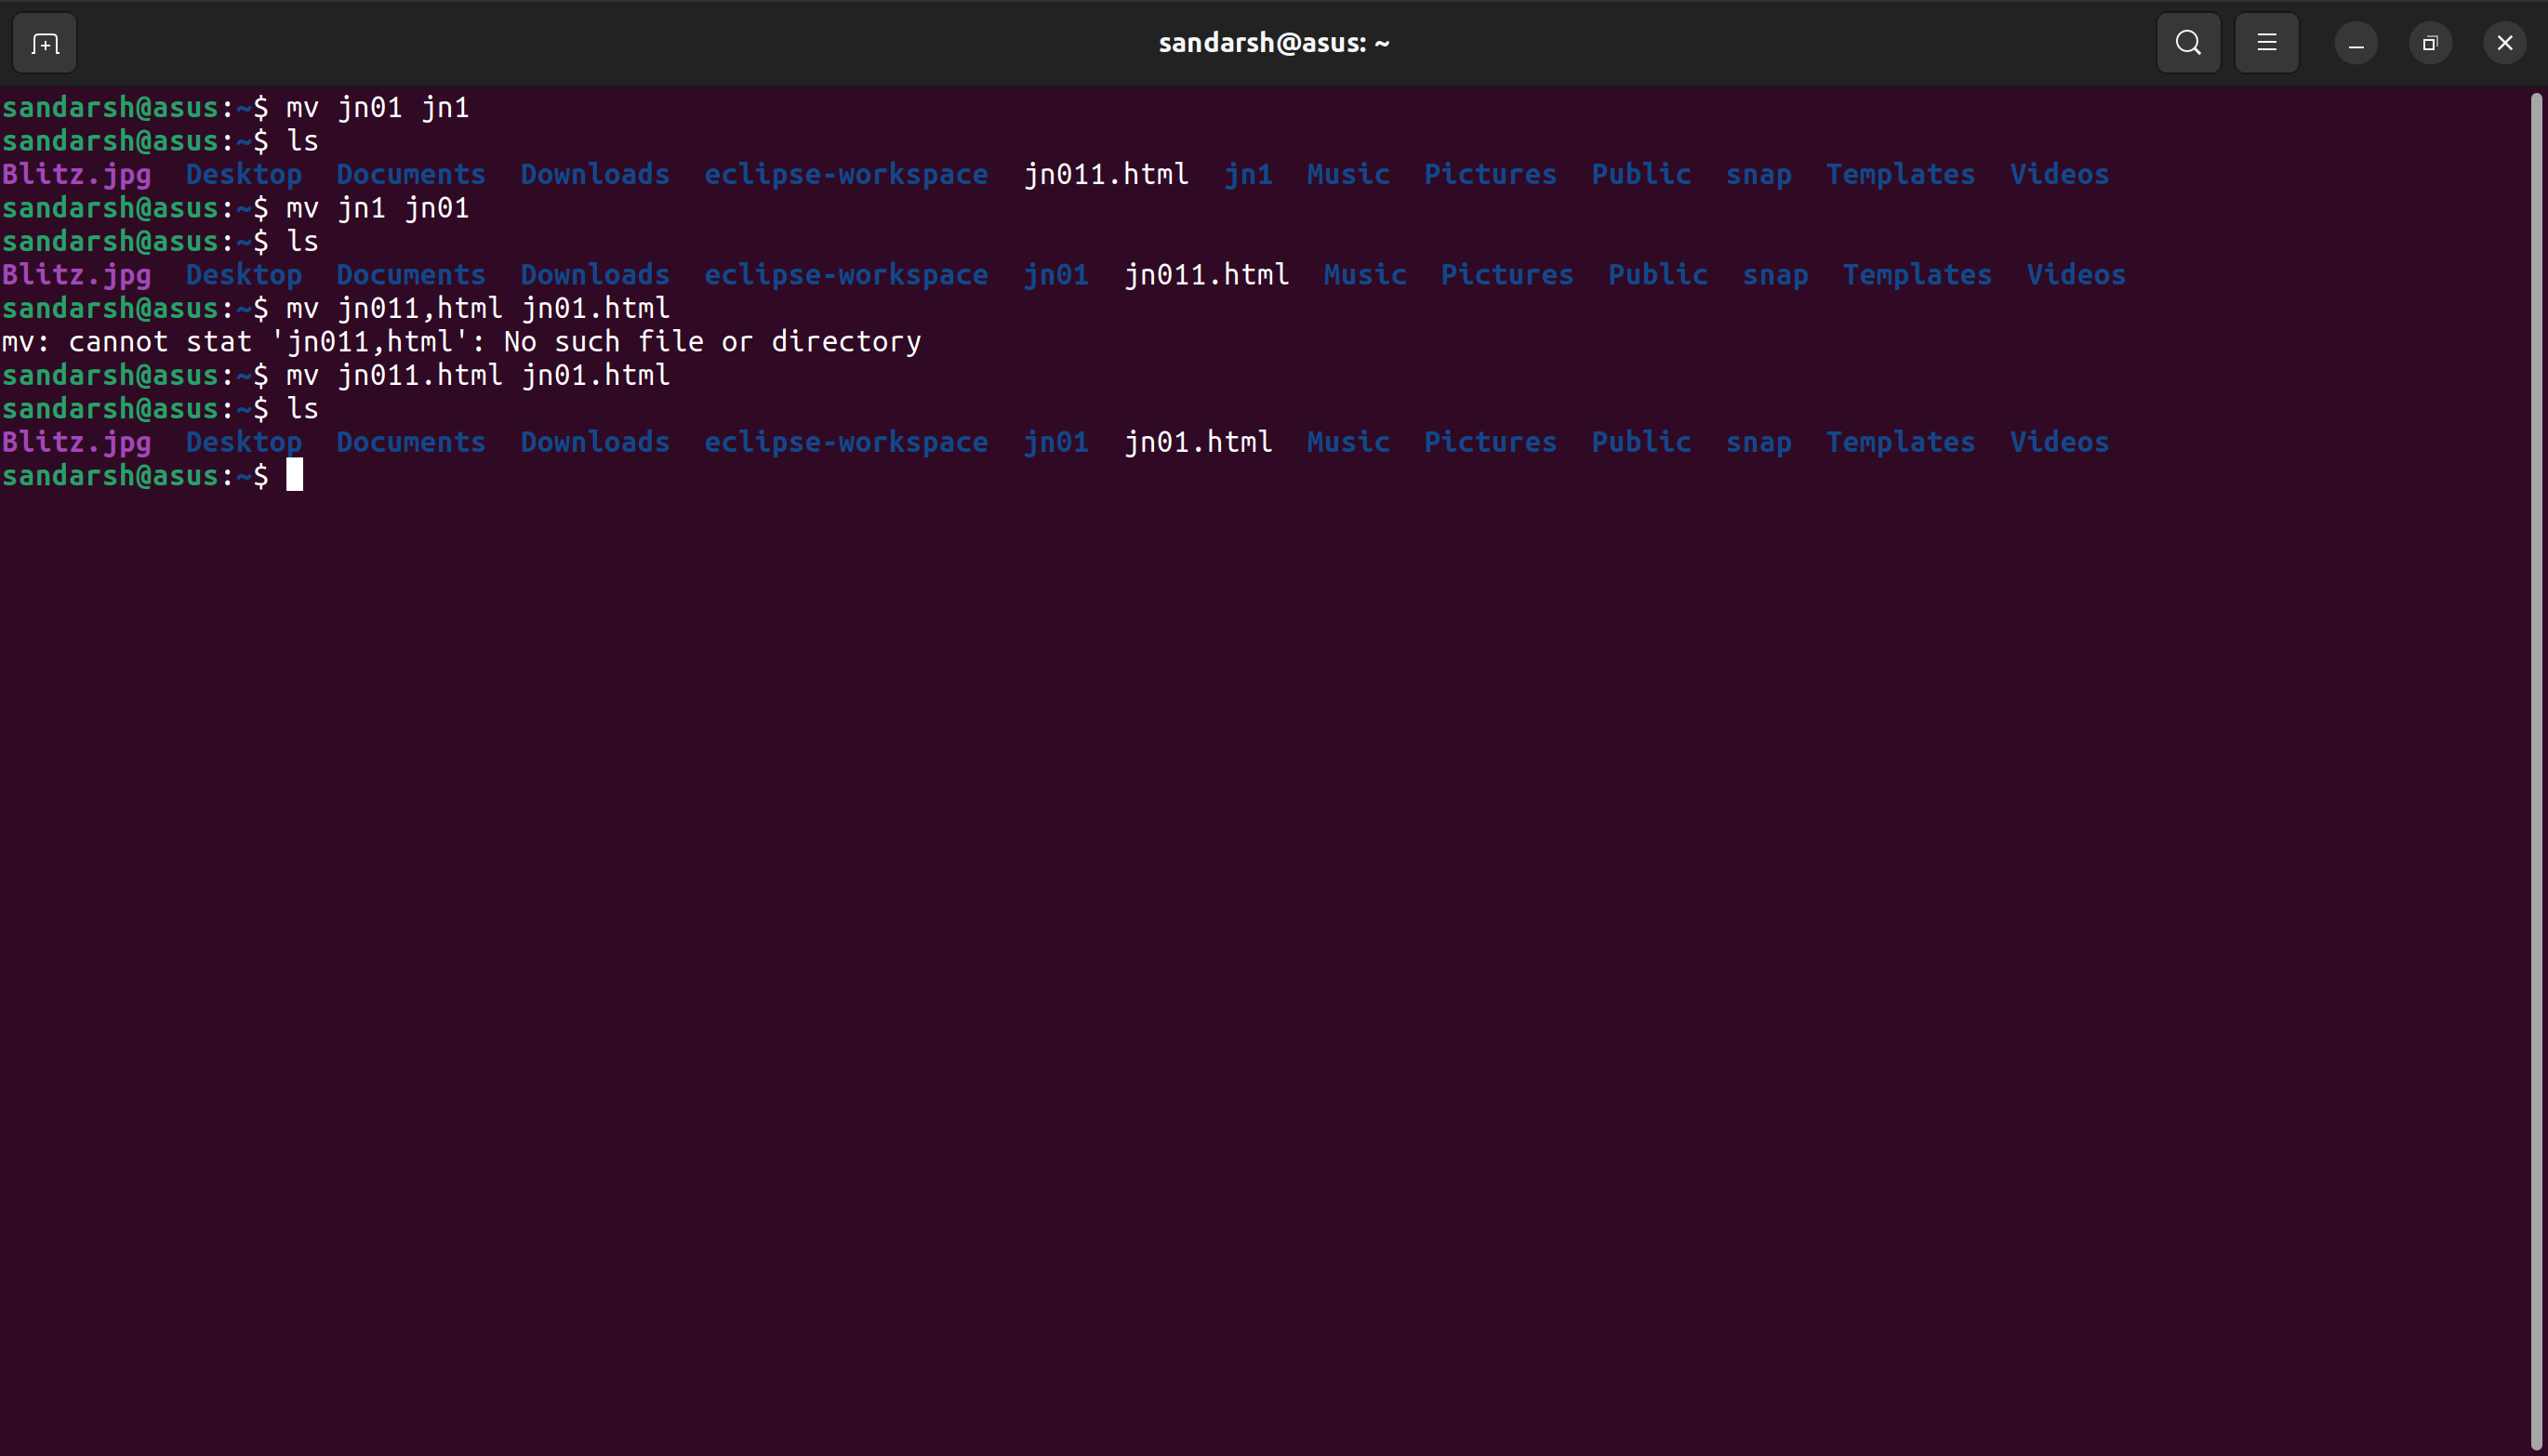 sandarsh@asus: ~
sandarsh@asus:~$ mv jn01 jn1
sandarsh@asus:~$ ls
Blitz.jpg  Desktop  Documents  Downloads  eclipse-workspace  jn011.html  jn1  Music  Pictures  Public  snap  Templates  Videos
sandarsh@asus:~$ mv jn1 jn01
sandarsh@asus:~$ ls
Blitz.jpg  Desktop  Documents  Downloads  eclipse-workspace  jn01  jn011.html  Music  Pictures  Public  snap  Templates  Videos
sandarsh@asus:~$ mv jn011,html jn01.html
mv: cannot stat 'jn011,html': No such file or directory
sandarsh@asus:~$ mv jn011.html jn01.html
sandarsh@asus:~$ ls
Blitz.jpg  Desktop  Documents  Downloads  eclipse-workspace  jn01  jn01.html  Music  Pictures  Public  snap  Templates  Videos
sandarsh@asus:~$